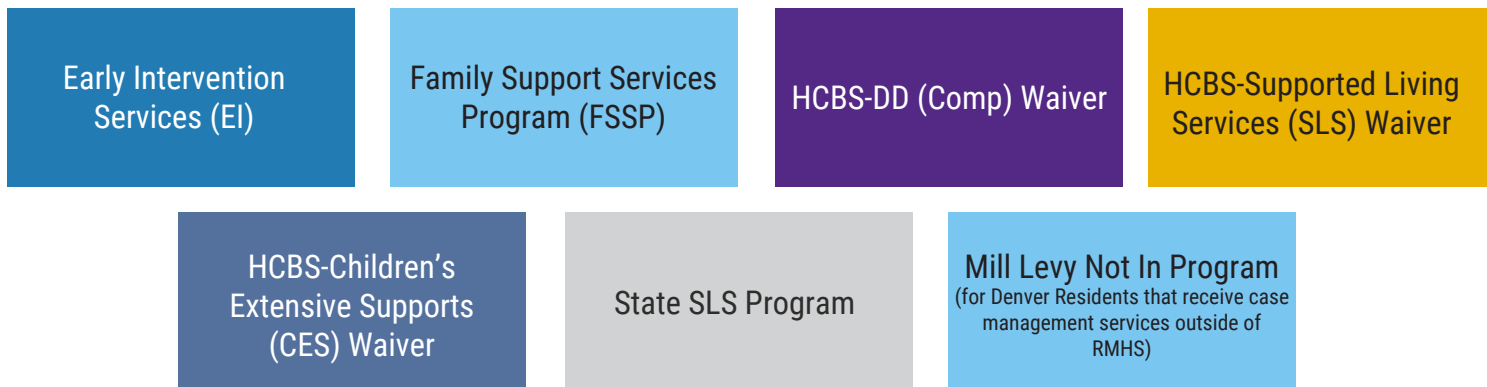 Early Intervention
Services (EI)
Family Support Services
Program (FSSP)
HCBS-DD (Comp) Waiver
HCBS-Supported Living
Services (SLS) Waiver
HCBS-Children’s
Extensive Supports
(CES) Waiver
State SLS Program
Mill Levy Not In Program
(for Denver Residents that receive case
management services outside of
RMHS)